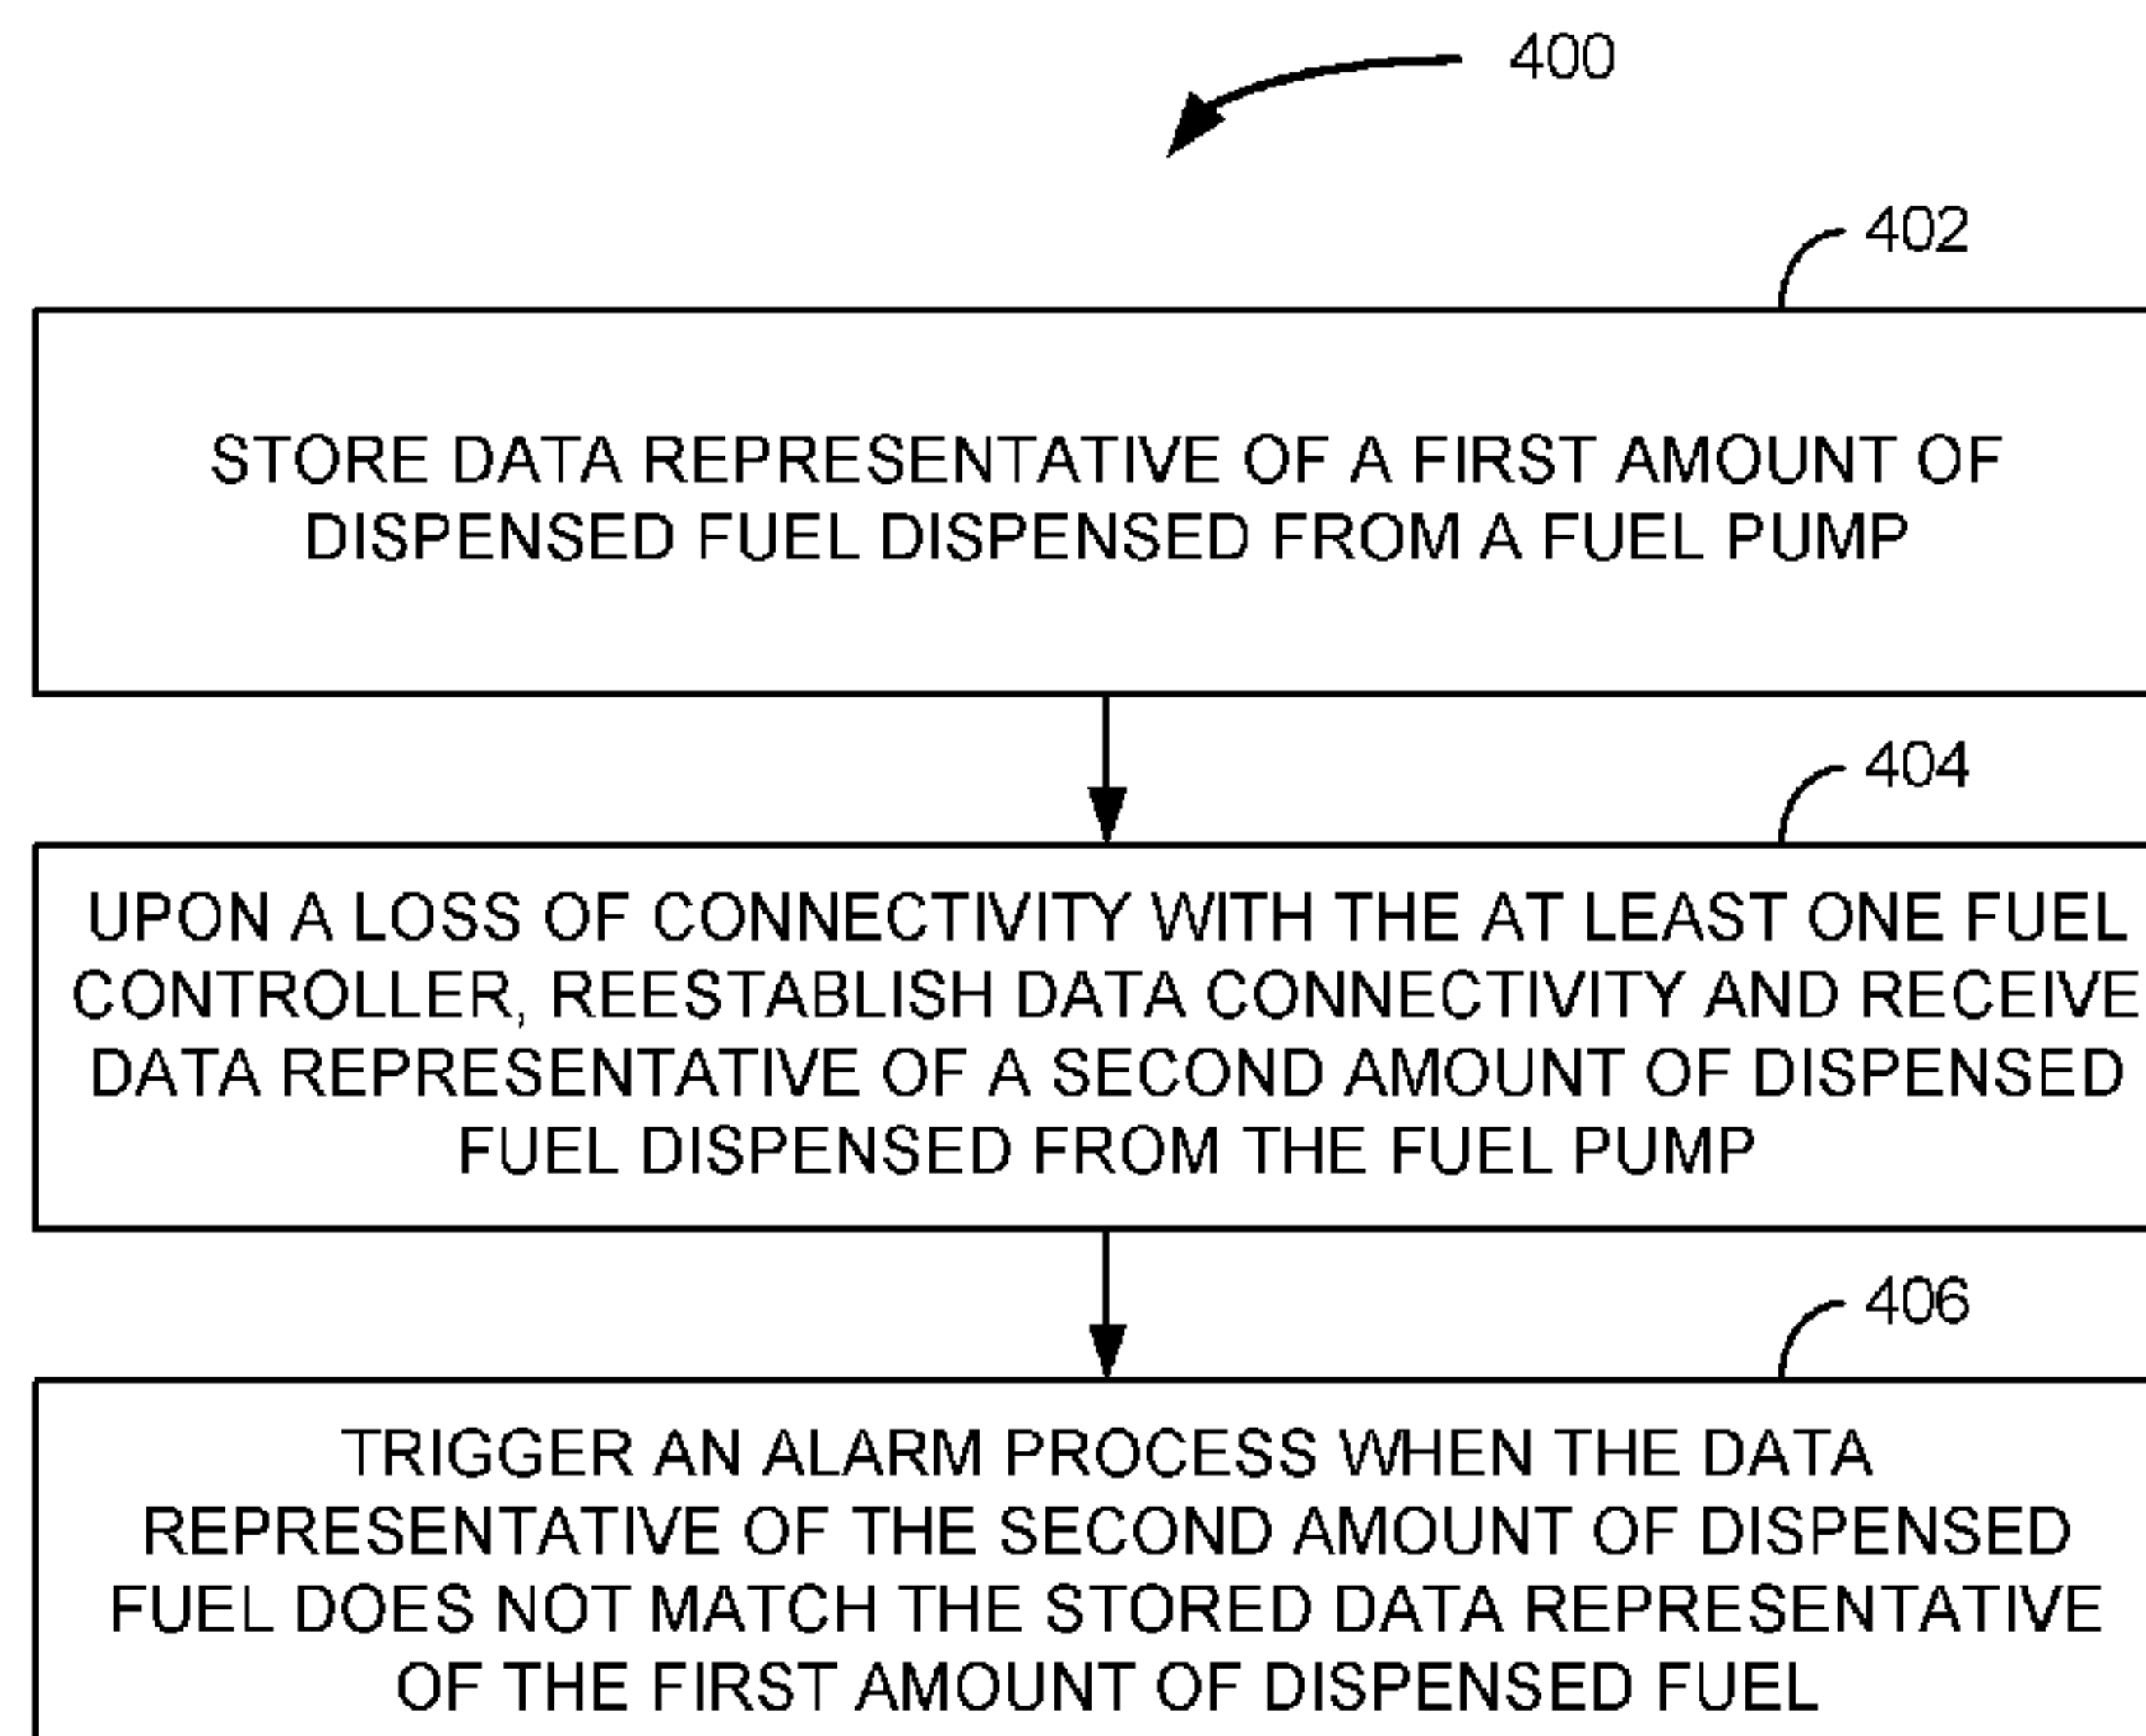 400
402
STORE DATA REPRESENTATIVE OF A FIRST AMOUNT OF
DISPENSED FUEL DISPENSED FROM A FUEL PUMP
404
UPON A LOSS OF CONNECTIVITY WITH THE AT LEAST ONE FUEL
CONTROLLER, REESTABLISH DATA CONNECTIVITY AND RECEIVE
DATA REPRESENTATIVE OF A SECOND AMOUNT OF DISPENSED
FUEL DISPENSED FROM THE FUEL PUMP
406
TRIGGER AN ALARM PROCESS WHEN THE DATA
REPRESENTATIVE OF THE SECOND AMOUNT OF DISPENSED
FUEL DOES NOT MATCH THE STORED DATA REPRESENTATIVE
OF THE FIRST AMOUNT OF DISPENSED FUEL